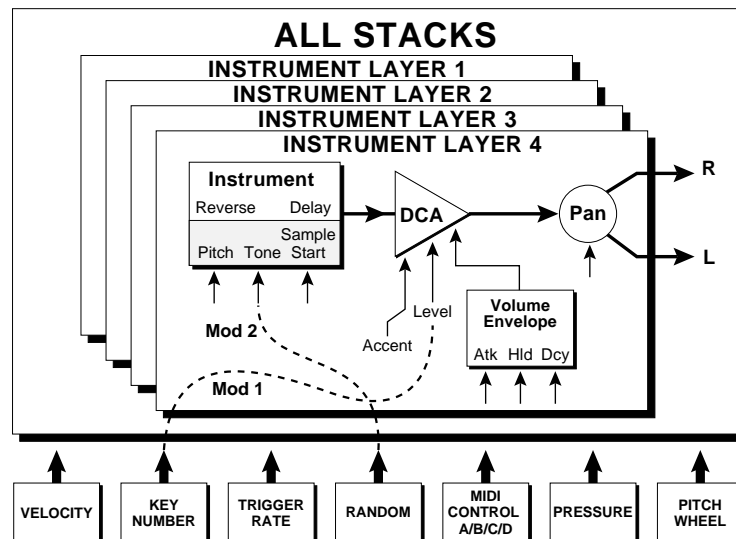 ALL STACKS
INSTRUMENT LAYER 1
INSTRUMENT LAYER 2
INSTRUMENT LAYER 3
INSTRUMENT LAYER 4
Instrument
Reverse Delay
Sample
Pitch Tone Start
DCA
Pan
R
L
Level
Accent
Volume
Envelope
Atk Hld Dcy
Mod 2
Mod 1
VELOCITY
KEY
NUMBER
TRIGGER
RATE
RANDOM
MIDI
CONTROL
A/B/C/D
PRESSURE
PITCH
WHEEL